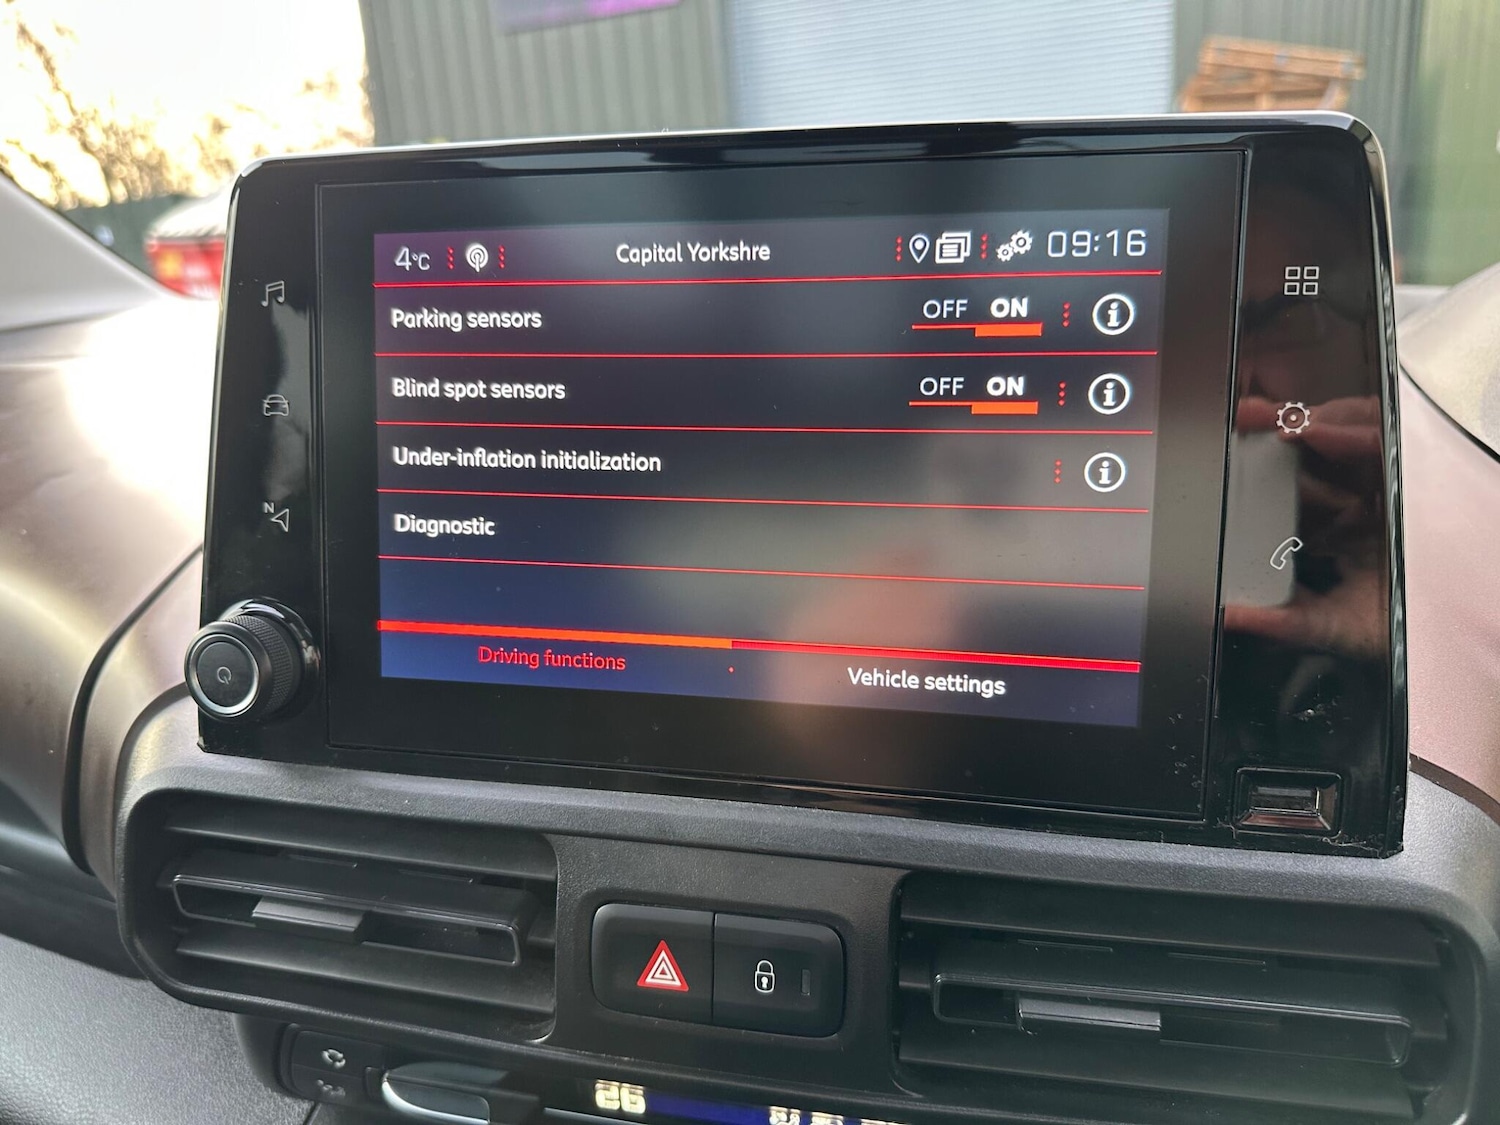 4°C Capital Yorkshre 09:16
Parking sensors OFF ON i
Blind spot sensors OFF ON i
Under-inflation initialization i
Diagnostic
Driving functions Vehicle settings
N
26